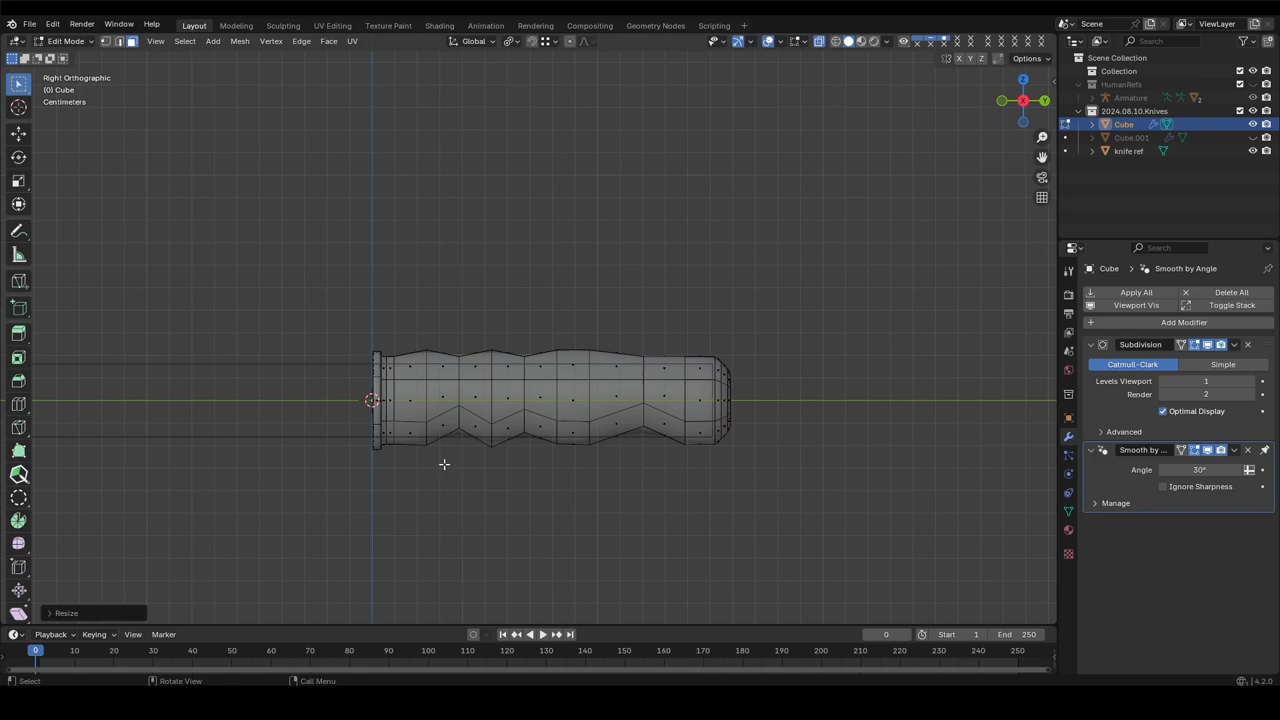 File Edit Render Window Help Layout Modeling Sculpting UV Editing Texture Paint Shading Animation Rendering Compositing Geometry Nodes Scripting Scene ViewLayer
Edit Mode View Select Add Mesh Vertex Edge Face UV Global Search
X Y Z Options
Right Orthographic
(0) Cube
Centimeters
Z
Y
X
Scene Collection
Collection
HumanRefs
Armature 2
2024.08.10.Knives
Cube
Cube.001
knife ref
Search
Cube Smooth by Angle
Apply All Delete All
Viewport Vis Toggle Stack
Add Modifier
Subdivision
Catmull-Clark Simple
Levels Viewport 1
Render 2
Optimal Display
Advanced
Smooth by ...
Angle 30°
Ignore Sharpness
Manage
Resize
Playback Keying View Marker 0 Start 1 End 250
0 10 20 30 40 50 60 70 80 90 100 110 120 130 140 150 160 170 180 190 200 210 220 230 240 250
Select Rotate View Call Menu 4.2.0